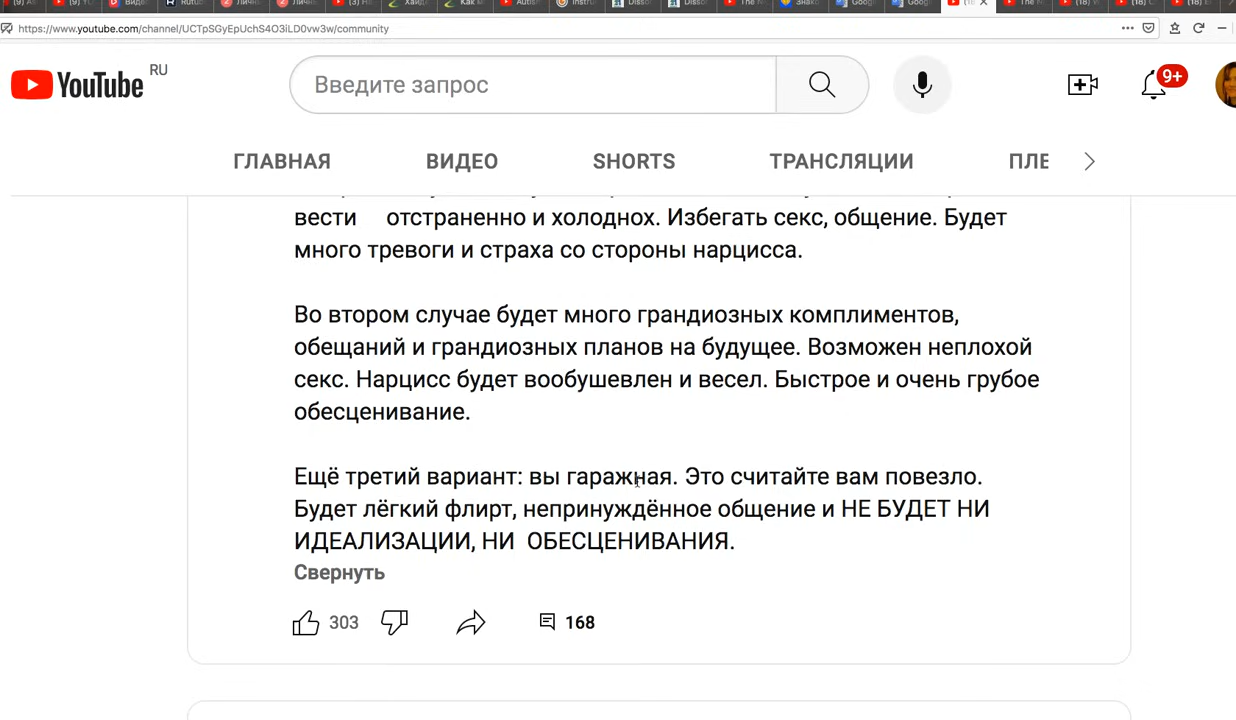 https://www.youtube.com/channel/UCTpSGyEpUchS4O3iLD0vw3w/community
YouTube RU
Введите запрос
9+
ГЛАВНАЯ ВИДЕО SHORTS ТРАНСЛЯЦИИ ПЛЕ
вести отстраненно и холоднох. Избегать секс, общение. Будет
много тревоги и страха со стороны нарцисса.
Во втором случае будет много грандиозных комплиментов,
обещаний и грандиозных планов на будущее. Возможен неплохой
секс. Нарцисс будет вообушевлен и весел. Быстрое и очень грубое
обесценивание.
Ещё третий вариант: вы гаражная. Это считайте вам повезло.
Будет лёгкий флирт, непринуждённое общение и НЕ БУДЕТ НИ
ИДЕАЛИЗАЦИИ, НИ ОБЕСЦЕНИВАНИЯ.
Свернуть
303 168